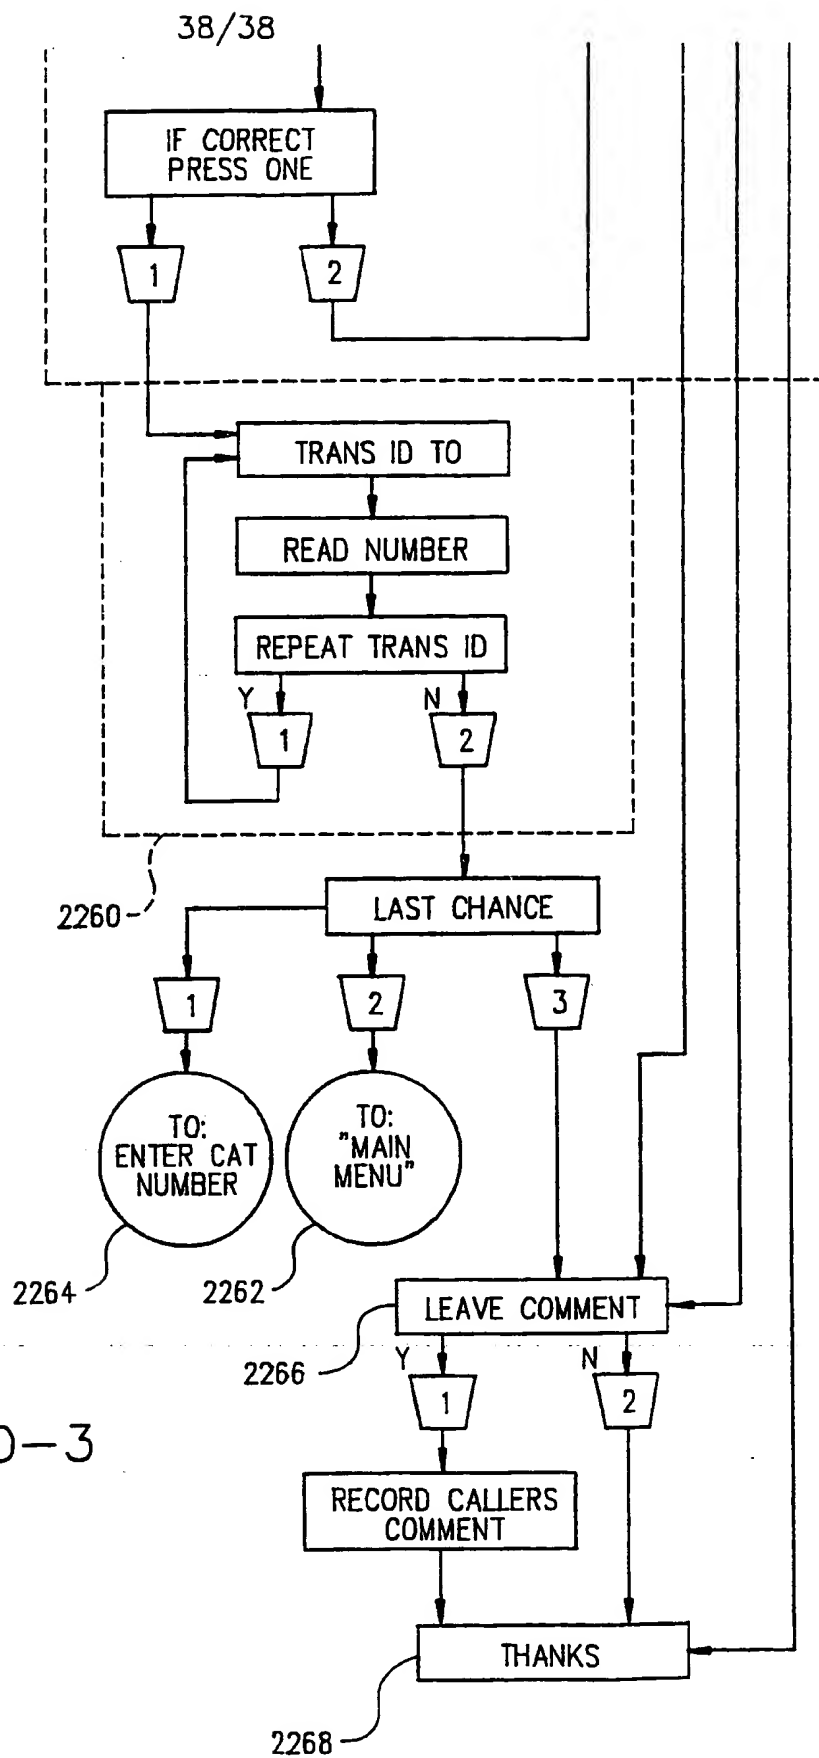 38/38
IF CORRECT
PRESS ONE
1
2
TRANS ID TO
READ NUMBER
REPEAT TRANS ID
Y
N
1
2
2260
LAST CHANCE
1
2
3
TO:
ENTER CAT
NUMBER
TO:
"MAIN
MENU"
2264
2262
LEAVE COMMENT
2266
Y
N
1
2
-3
RECORD CALLERS
COMMENT
THANKS
2268